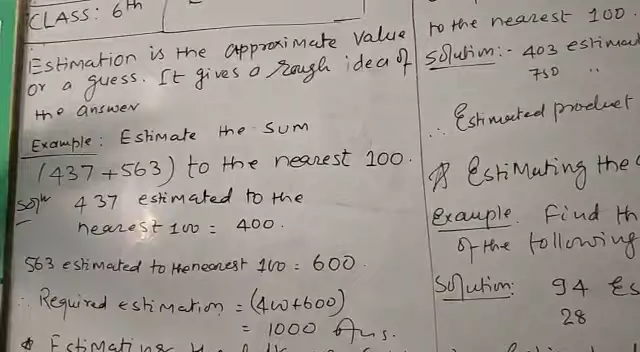 CLASS: 6th
Estimation is the approximate value
or a guess. It gives a rough idea of
the answer
Example: Estimate the sum
(437+563) to the nearest 100.
Soln 437 estimated to the
nearest 100 = 400.
563 estimated to the nearest 100 = 600.
∴ Required estimation = (400+600)
= 1000 Ans.
to the nearest 100.
Solution:- 403
750 "
∴ Estimated product
Estimating the
Example. Find
of the following
Solution: 94
28